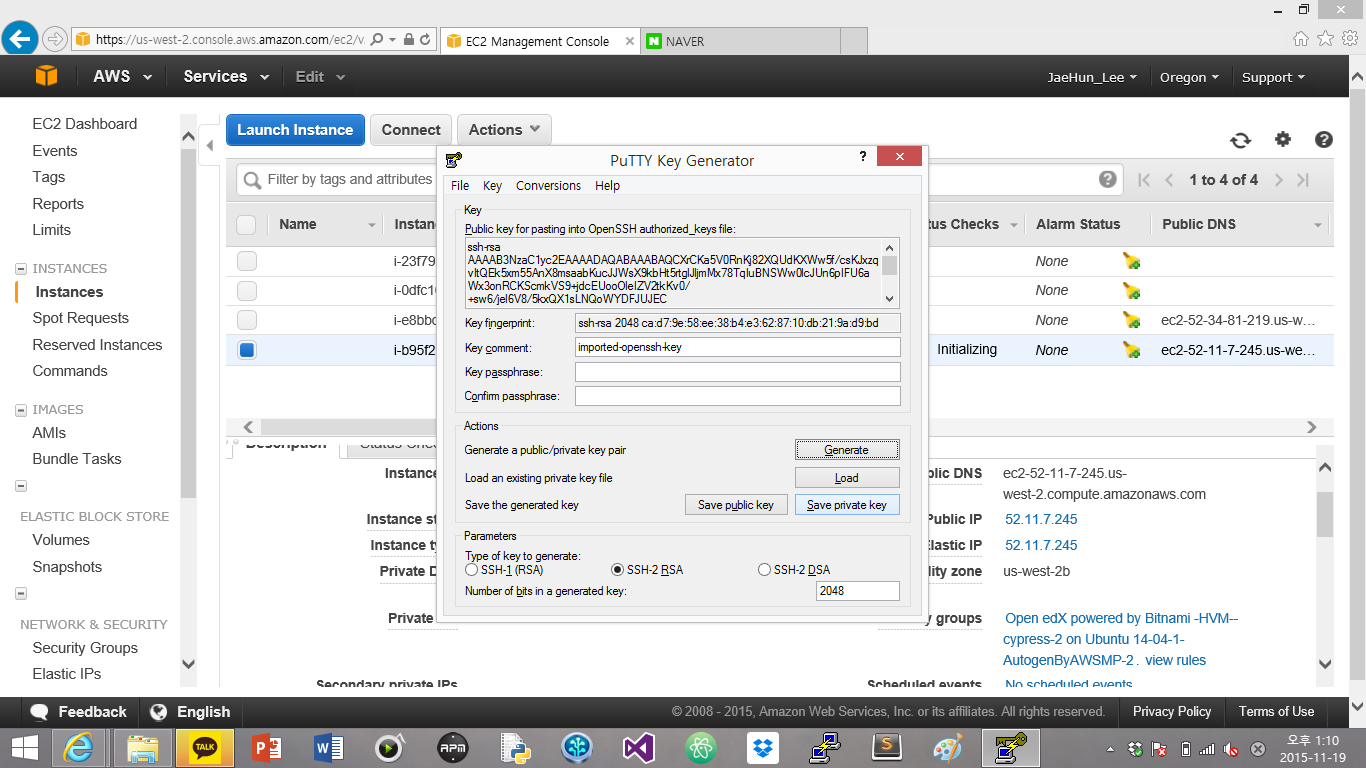 https://us-west-2.console.aws.amazon.com/ec2/v
EC2 Management Console
NAVER
AWS
Services
Edit
JaeHun_Lee
Oregon
Support
EC2 Dashboard
Events
Tags
Reports
Limits
INSTANCES
Instances
Spot Requests
Reserved Instances
Commands
IMAGES
AMIs
Bundle Tasks
ELASTIC BLOCK STORE
Volumes
Snapshots
NETWORK & SECURITY
Security Groups
Elastic IPs
Launch Instance
Connect
Actions
Filter by tags and attributes
1 to 4 of 4
Name
Instan
tus Checks
Alarm Status
Public DNS
i-23f79
None
i-0dfc1
None
i-e8bbc
None
ec2-52-34-81-219.us-w…
i-b95f2
Initializing
None
ec2-52-11-7-245.us-we…
PuTTY Key Generator
File
Key
Conversions
Help
Key
Public key for pasting into OpenSSH authorized_keys file:
ssh-rsa
AAAAB3NzaC1yc2EAAAADAQABAAABAQCXrCKa5V0RnKj82XQUdKXWw5f/csKJxzq
vItQEk5xm55AnX8msaabKucJJWsX9kbHt5rtglJljmMx78TqIuBNSWw0lcJUn6pIFU6a
Wx3onRCKScmkVS9+jdcEUooOleIZV2tkKv0/
+sw6/jel6V8/5kxQX1sLNQoWYDFJUJEC
Key fingerprint:
ssh-rsa 2048 ca:d7:9e:58:ee:38:b4:e3:62:87:10:db:21:9a:d9:bd
Key comment:
imported-openssh-key
Key passphrase:
Confirm passphrase:
Actions
Generate a public/private key pair
Generate
Load an existing private key file
Load
Save the generated key
Save public key
Save private key
Parameters
Type of key to generate:
SSH-1 (RSA)
SSH-2 RSA
SSH-2 DSA
Number of bits in a generated key:
2048
Description
Status Che
Instanc
blic DNS
ec2-52-11-7-245.us-
west-2.compute.amazonaws.com
Instance st
Public IP
52.11.7.245
Instance ty
lastic IP
52.11.7.245
Private D
ty zone
us-west-2b
Private
y groups
Open edX powered by Bitnami -HVM--
cypress-2 on Ubuntu 14-04-1-
AutogenByAWSMP-2 . view rules
Secondary private IPs
Scheduled events
No scheduled events
Feedback
English
© 2008 - 2015, Amazon Web Services, Inc. or its affiliates. All rights reserved.
Privacy Policy
Terms of Use
TALK
APM
오후 1:10
2015-11-19